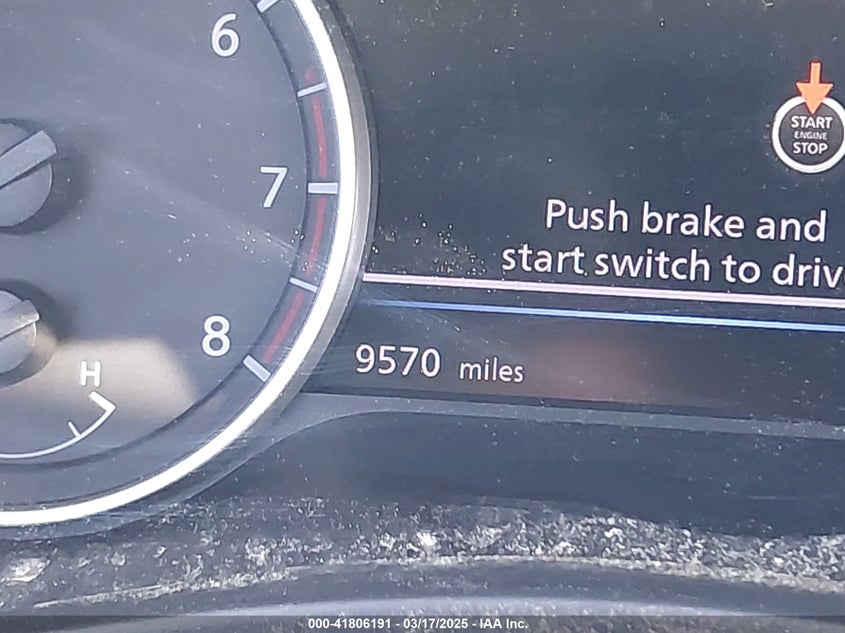 6
7
8
H
START
ENGINE
STOP
Push brake and
start switch to driv
9570 miles
000-41806191 - 03/17/2025 - IAA Inc.